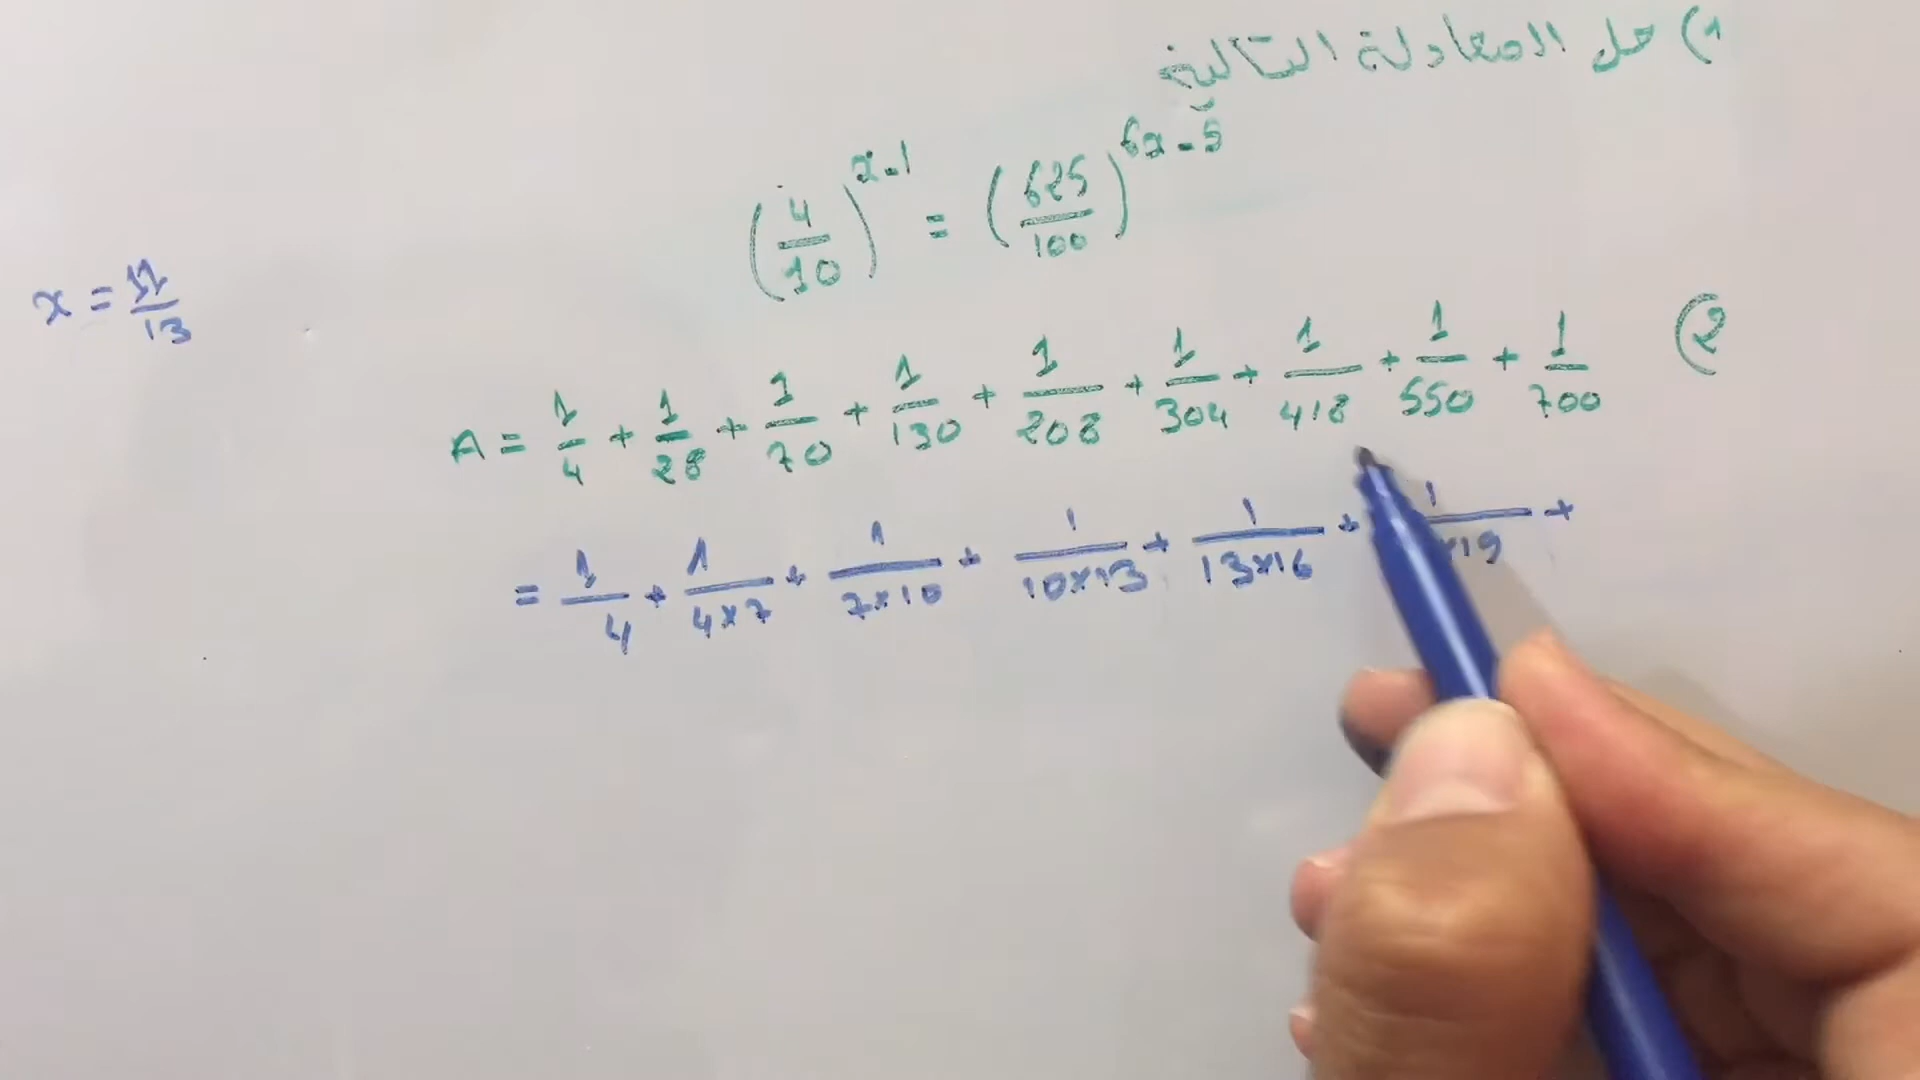 1) حل المعادلة التالية
(4/10)^(x-1) = (625/100)^(6x-5)
x = 11/13
2)
A = 1/4 + 1/28 + 1/70 + 1/130 + 1/208 + 1/304 + 1/418 + 1/550 + 1/700
= 1/4 + 1/4×7 + 1/7×10 + 1/10×13 + 1/13×16 + 1/×19 +